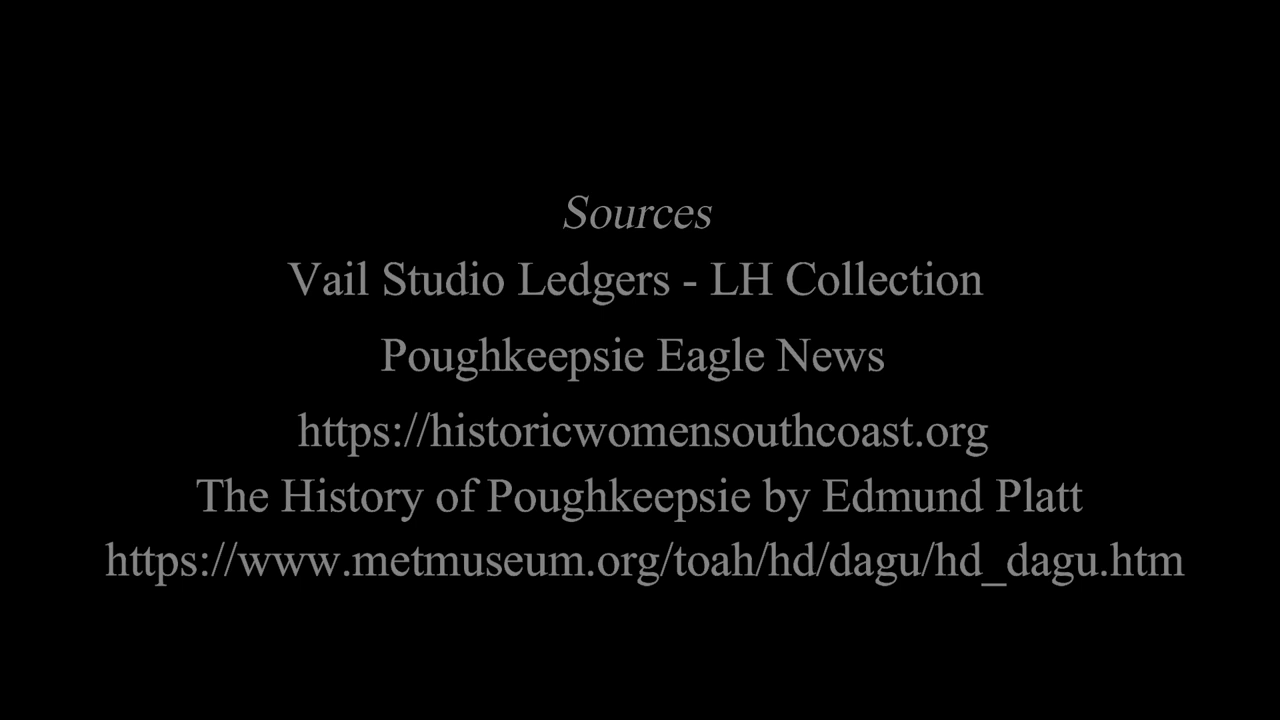 Sources
Vail Studio Ledgers - LH Collection
Poughkeepsie Eagle News
https://historicwomensouthcoast.org
The History of Poughkeepsie by Edmund Platt
https://www.metmuseum.org/toah/hd/dagu/hd_dagu.htm